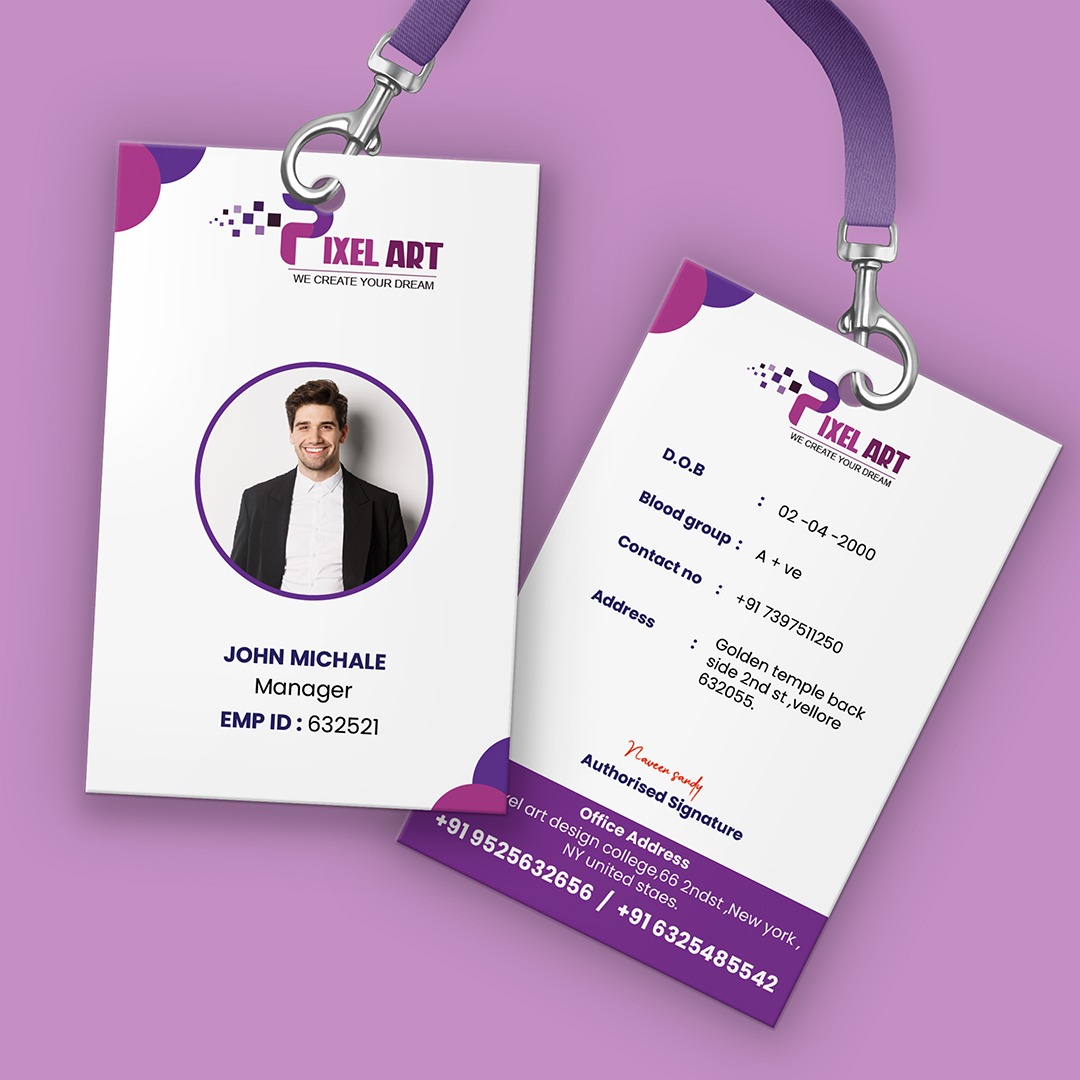 PIXEL ART
WE CREATE YOUR DREAM
JOHN MICHALE
Manager
EMP ID : 632521
PIXEL ART
WE CREATE YOUR DREAM
D.O.B : 02 -04 -2000
Blood group : A + ve
Contact no : +91 7397511250
Address : Golden temple back
side 2nd st ,vellore
632055.
Naveen sandy
Authorised Signature
Office Address
art design college,66 2ndst ,New york,
NY united staes.
+91 9525632656 / +91 6325485542